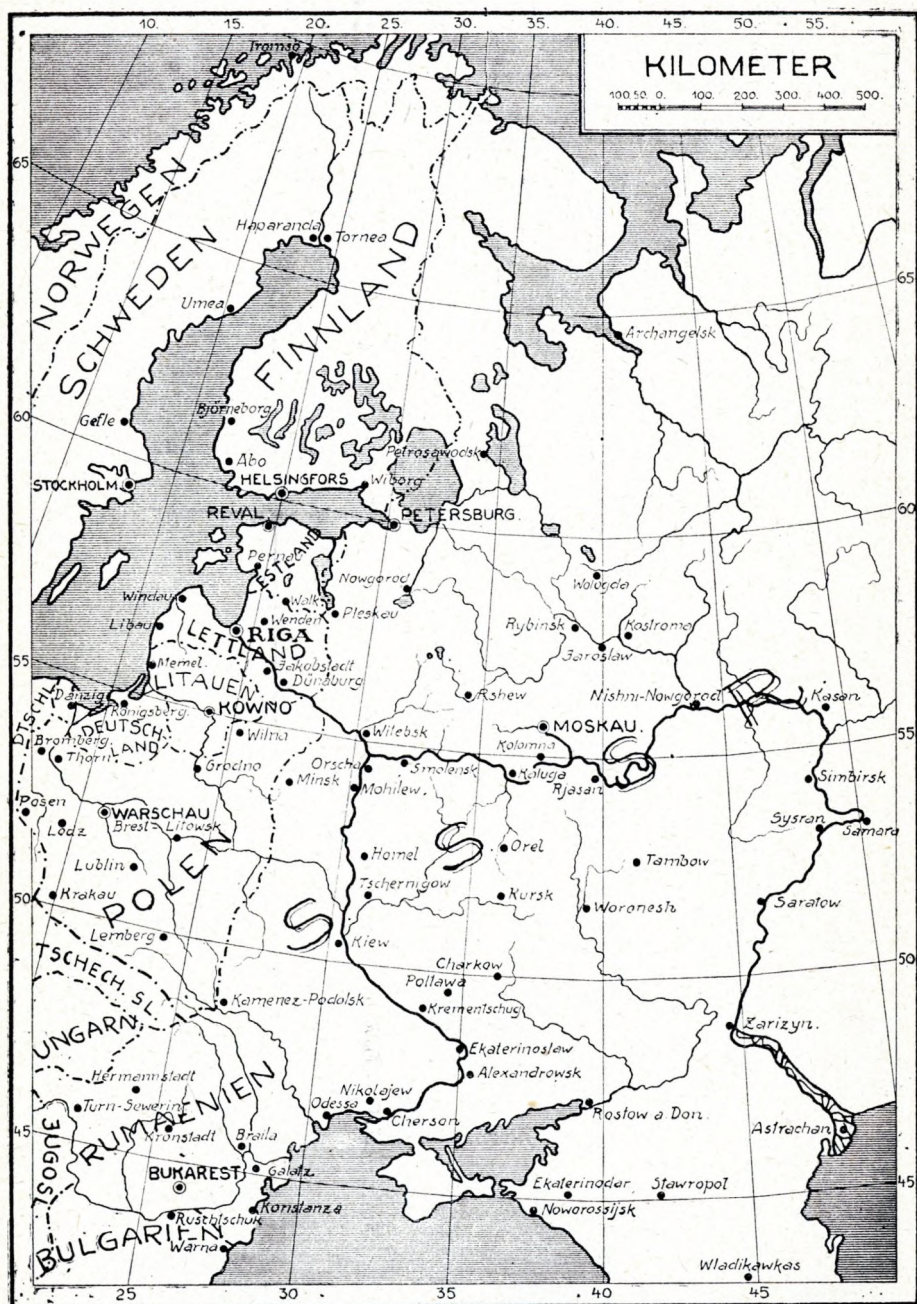 10. 15. 20. 25. 30. 35. 40. 45. 50. 55.
KILOMETER
100. 50. 0. 100. 200. 300. 400. 500.
Tromsö
65
NORWEGEN
SCHWEDEN
FINNLAND
Haparanda
Tornea
Umea
65
Archangelsk
60
Gefle
Björneborg
Abo
Petrosawodsk
STOCKHOLM.
HELSINGFORS
Wiborg
REVAL
PETERSBURG.
60
Pernau
ESTLAND
Nowgorod
Wologda
Windau
Walk
Pleskau
Libau
Wenden
Rybinsk
Kostroma
RIGA
LETTLAND
Jaroslaw
55
Memel.
Jakobstadt
Dünaburg
LITAUEN
Rshew
Nishni-Nowgorod
Kasan
DTSCHL.
Danzig
Königsberg.
KOWNO
MOSKAU.
DEUTSCH
LAND
Bromberg
Thorn
Wilna
Witebsk
Kolomna
55
Grodno
Orscha
Smolensk
Kaluga
Rjasan
Simbirsk
Minsk
Mohilew.
Posen
WARSCHAU
Lodz
Brest-Litowsk
Sysran
Samara
S S S R
POLEN
Lublin
Homel
Orel
Tambow
Krakau
Tschernigow
Kursk
Woronesh
Saratow
50
Lemberg
Kiew
TSCHECH. SL.
Charkow
Poltawa
50
Kamenez-Podolsk
Krementschug
Zarizyn.
UNGARN
Ekaterinoslaw
Hermannstadt
Alexandrowsk
Turn-Sewerin
Nikolajew
RUMAENIEN
Odessa
Cherson
Rostow a Don.
Astrachan
45
JUGOSL.
Kronstadt
Braila
BUKAREST
Galatz
Ekaterinodar
Stawropol
45
Konstanza
Noworossijsk
Rustschuk
BULGARIEN
Warna
Wladikawkas
25 30 35 40 45